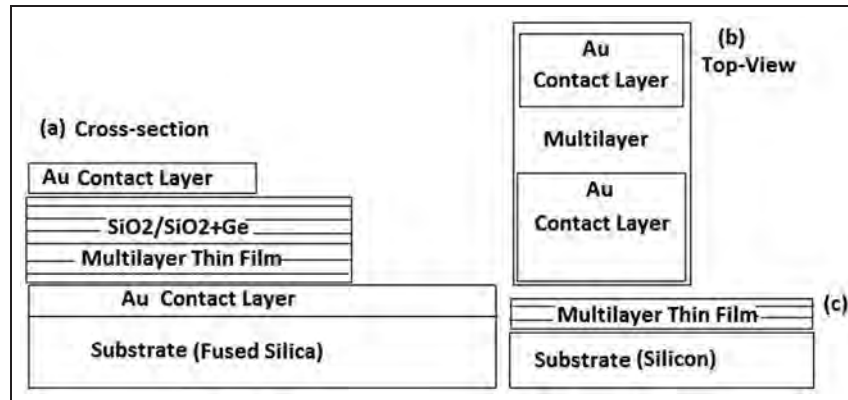 (a) Cross-section
Au Contact Layer
SiO2/SiO2+Ge
Multilayer Thin Film
Au Contact Layer
Substrate (Fused Silica)
(b)
Top-View
Au
Contact Layer
Multilayer
Au
Contact Layer
Multilayer Thin Film
(c)
Substrate (Silicon)